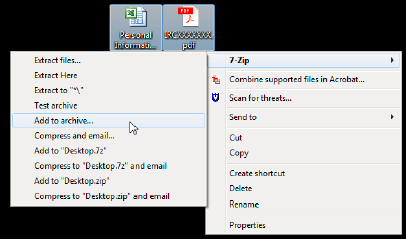 Personal
Informati...
IRCXXXXXX.
pdf
Extract files...
Extract Here
Extract to "*\"
Test archive
Add to archive...
Compress and email...
Add to "Desktop.7z"
Compress to "Desktop.7z" and email
Add to "Desktop.zip"
Compress to "Desktop.zip" and email
7-Zip
Combine supported files in Acrobat...
Scan for threats...
Send to
Cut
Copy
Create shortcut
Delete
Rename
Properties